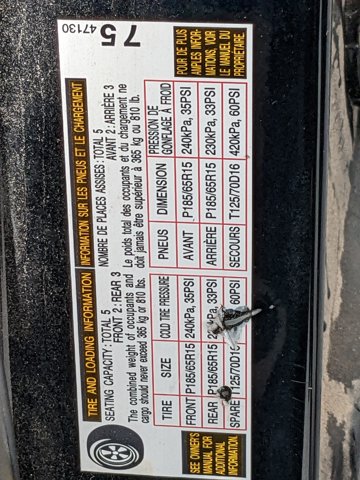 TIRE AND LOADING INFORMATION
SEATING CAPACITY : TOTAL 5
FRONT 2 : REAR 3
The combined weight of occupants and
cargo should never exceed 365 kg or 810 lbs.
TIRE SIZE COLD TIRE PRESSURE
FRONT P185/65R15 240kPa, 35PSI
REAR P185/65R15 33PSI
SPARE T125/70D16 60PSI
SEE OWNER'S
MANUAL FOR
ADDITIONAL
INFORMATION
INFORMATION SUR LES PNEUS ET LE CHARGEMENT
NOMBRE DE PLACES ASSISES : TOTAL 5
AVANT 2 : ARRIÈRE 3
Le poids total des occupants et du chargement ne
doit jamais être supérieur à 365 kg ou 810 lb.
PNEUS DIMENSION PRESSION DE
GONFLAGE A FROID
AVANT P185/65R15 240kPa, 35PSI
ARRIÈRE P185/65R15 230kPa, 33PSI
SECOURS T125/70D16 420kPa, 60PSI
POUR DE PLUS
AMPLES INFOR-
MATIONS, VOIR
LE MANUEL DU
PROPRIÉTAIRE.
47130
75